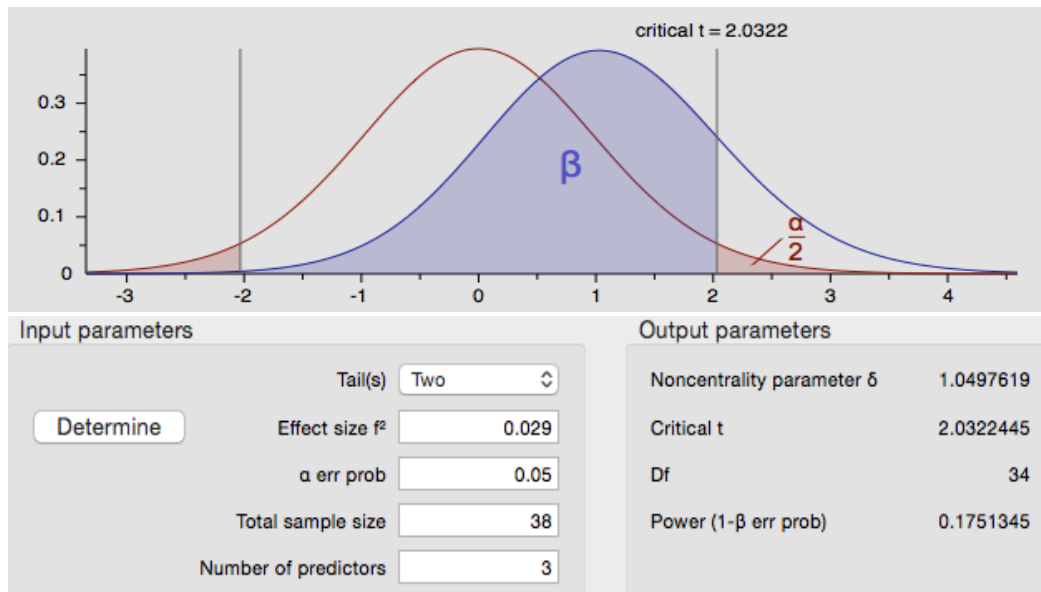 critical t = 2.0322
0.3
0.2
0.1
0
β
α
2
-3 -2 -1 0 1 2 3 4
Input parameters
Output parameters
Tail(s) Two
Noncentrality parameter δ 1.0497619
Determine
Effect size f² 0.029
Critical t 2.0322445
α err prob 0.05
Df 34
Total sample size 38
Power (1-β err prob) 0.1751345
Number of predictors 3